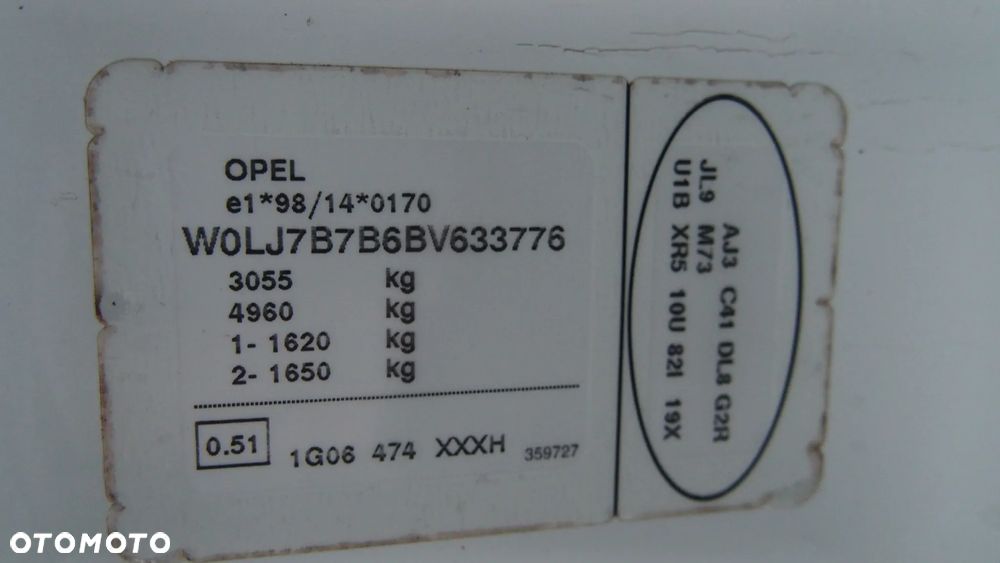 OPEL
e1*98/14*0170
W0LJ7B7B6BV633776
3055 kg
4960 kg
1- 1620 kg
2- 1650 kg
0.51 1G06 474 XXXH 359727
AJ3 C41 DL8 G2R
JL9 M73
U1B XR5 10U 82I 19X
OTOMOTO